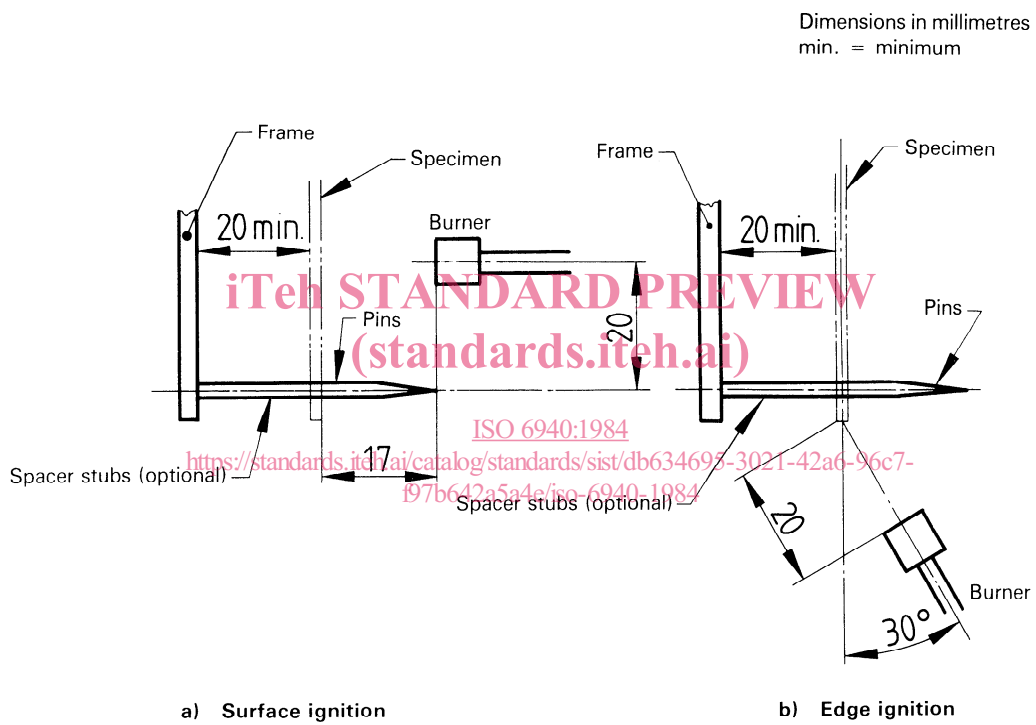 Dimensions in millimetres
min. = minimum
Frame
Specimen
20 min.
Burner
Pins
20
Spacer stubs (optional)
17
Frame
Specimen
20 min.
Pins
Spacer stubs (optional)
20
Burner
30°
a) Surface ignition
b) Edge ignition
iTeh STANDARD PREVIEW
(standards.iteh.ai)
ISO 6940:1984
https://standards.iteh.ai/catalog/standards/sist/db634695-3021-42a6-96c7-
f97b642a5a4e/iso-6940-1984